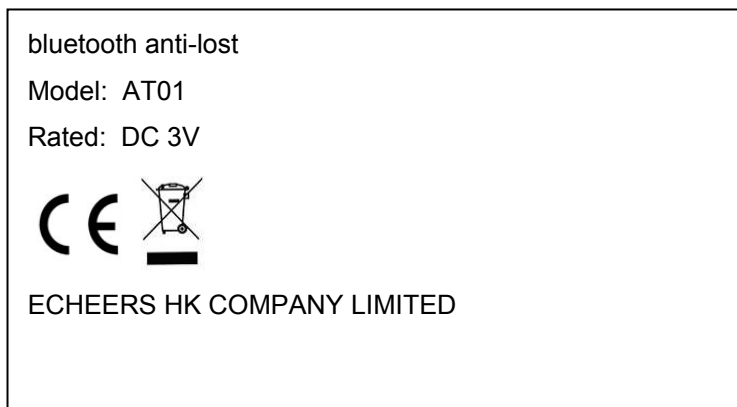 bluetooth anti-lost
Model: AT01
Rated: DC 3V
CE
ECHEERS HK COMPANY LIMITED